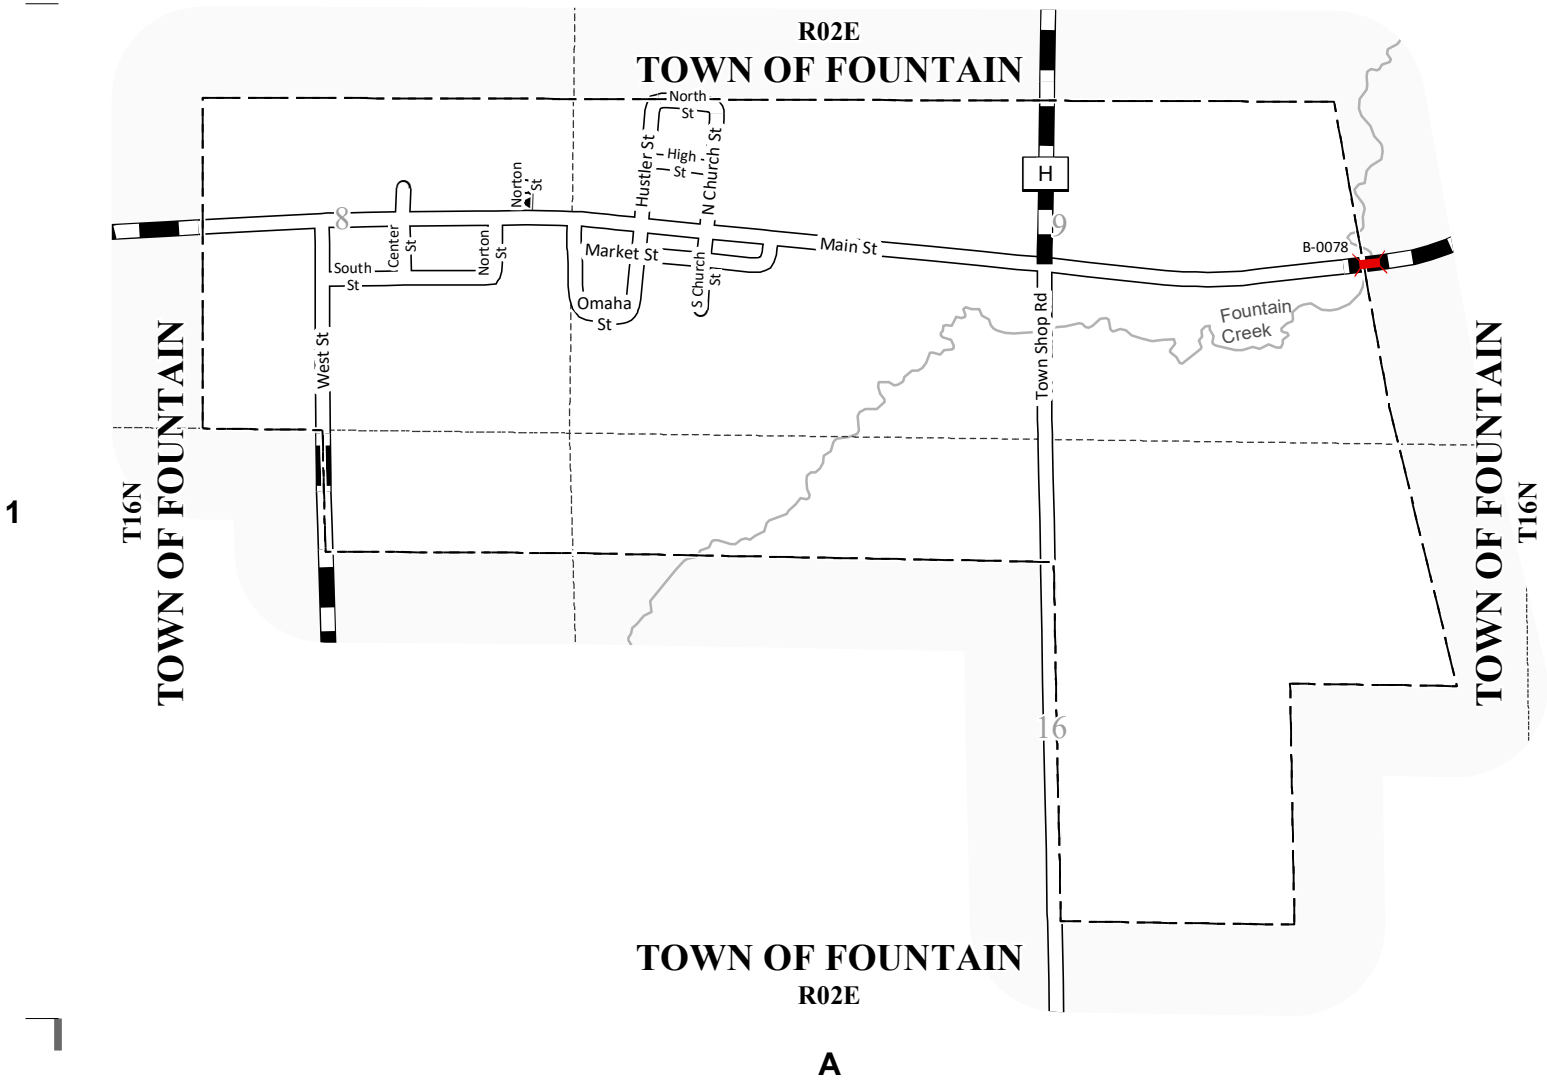 R02E
TOWN OF FOUNTAIN
North
St
High
St
Hustler St
N Church St
H
Norton
St
8
9
Center
St
Norton
St
South
St
Market St
Main St
B-0078
Omaha
St
S Church
St
Fountain
Creek
West St
Town Shop Rd
TOWN OF FOUNTAIN
T16N
TOWN OF FOUNTAIN
T16N
1
16
TOWN OF FOUNTAIN
R02E
A